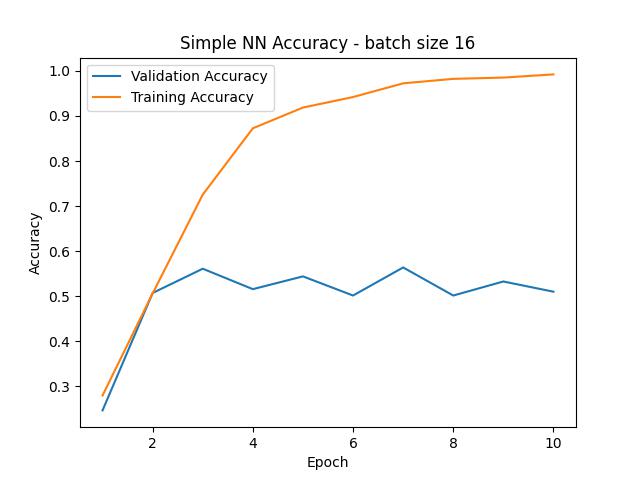 Simple NN Accuracy - batch size 16
Validation Accuracy
Training Accuracy
1.0
0.9
0.8
0.7
0.6
0.5
0.4
0.3
Accuracy
2
4
6
8
10
Epoch